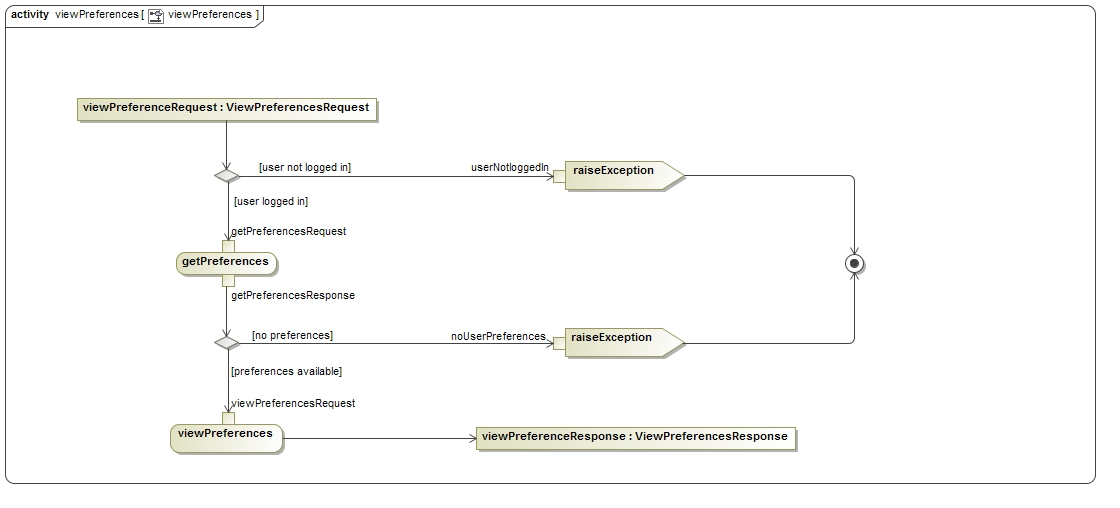 activity viewPreferences [ viewPreferences ]
viewPreferenceRequest : ViewPreferencesRequest
[user not logged in]
userNotloggedIn
raiseException
[user logged in]
getPreferencesRequest
getPreferences
getPreferencesResponse
[no preferences]
noUserPreferences
raiseException
[preferences available]
viewPreferencesRequest
viewPreferences
viewPreferenceResponse : ViewPreferencesResponse